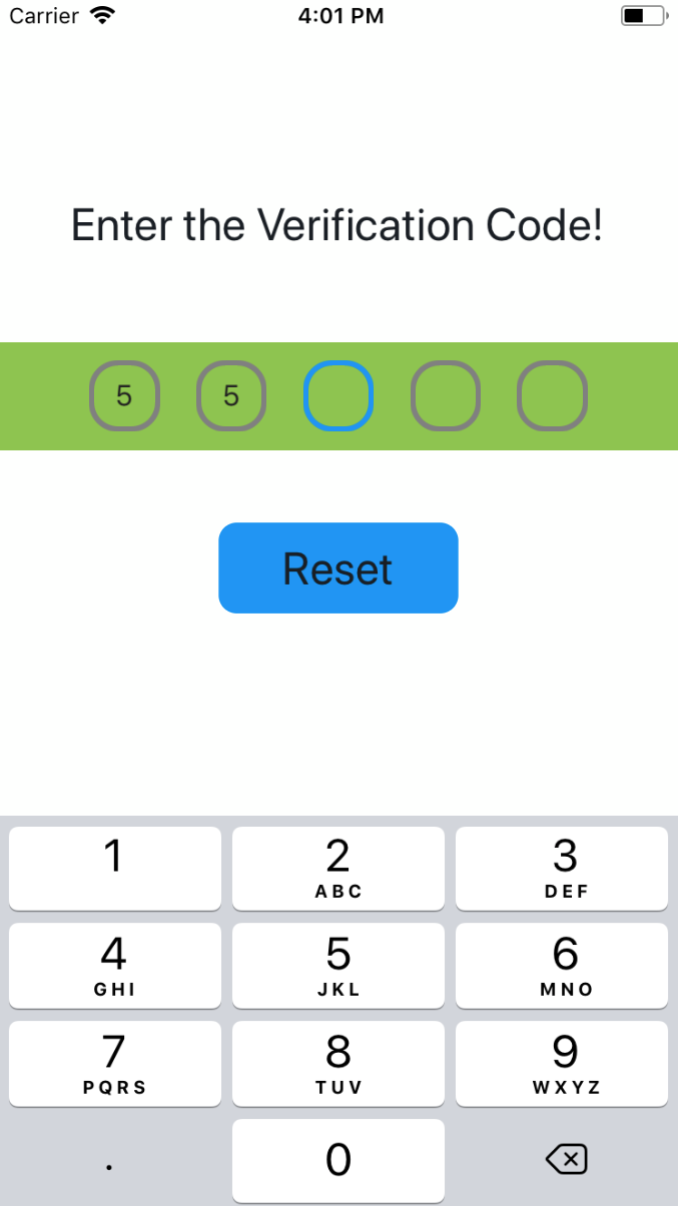 Carrier 4:01 PM
Enter the Verification Code!
5 5
Reset
1 2 3
ABC DEF
4 5 6
GHI JKL MNO
7 8 9
PQRS TUV WXYZ
. 0